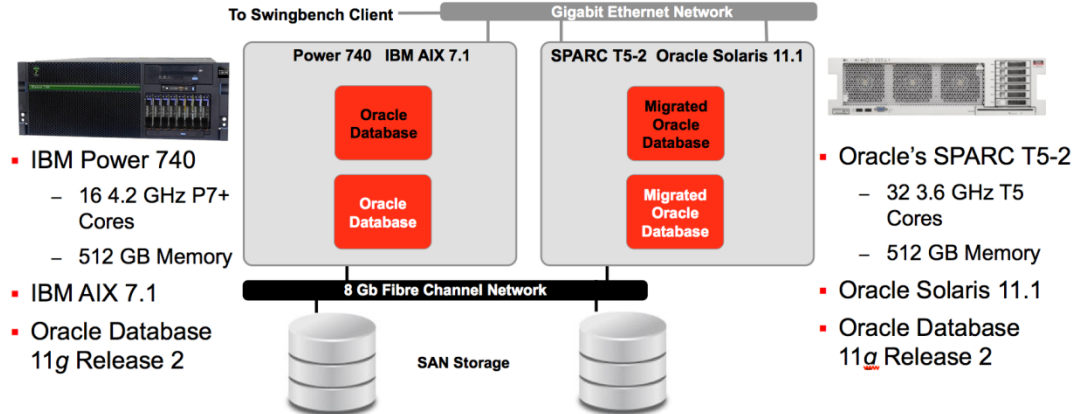 To Swingbench Client
Gigabit Ethernet Network
Power 740 IBM AIX 7.1
Oracle
Database
Oracle
Database
SPARC T5-2 Oracle Solaris 11.1
Migrated
Oracle
Database
Migrated
Oracle
Database
8 Gb Fibre Channel Network
SAN Storage
▪ IBM Power 740
– 16 4.2 GHz P7+
Cores
– 512 GB Memory
▪ IBM AIX 7.1
▪ Oracle Database
11g Release 2
▪ Oracle's SPARC T5-2
– 32 3.6 GHz T5
Cores
– 512 GB Memory
▪ Oracle Solaris 11.1
▪ Oracle Database
11g Release 2